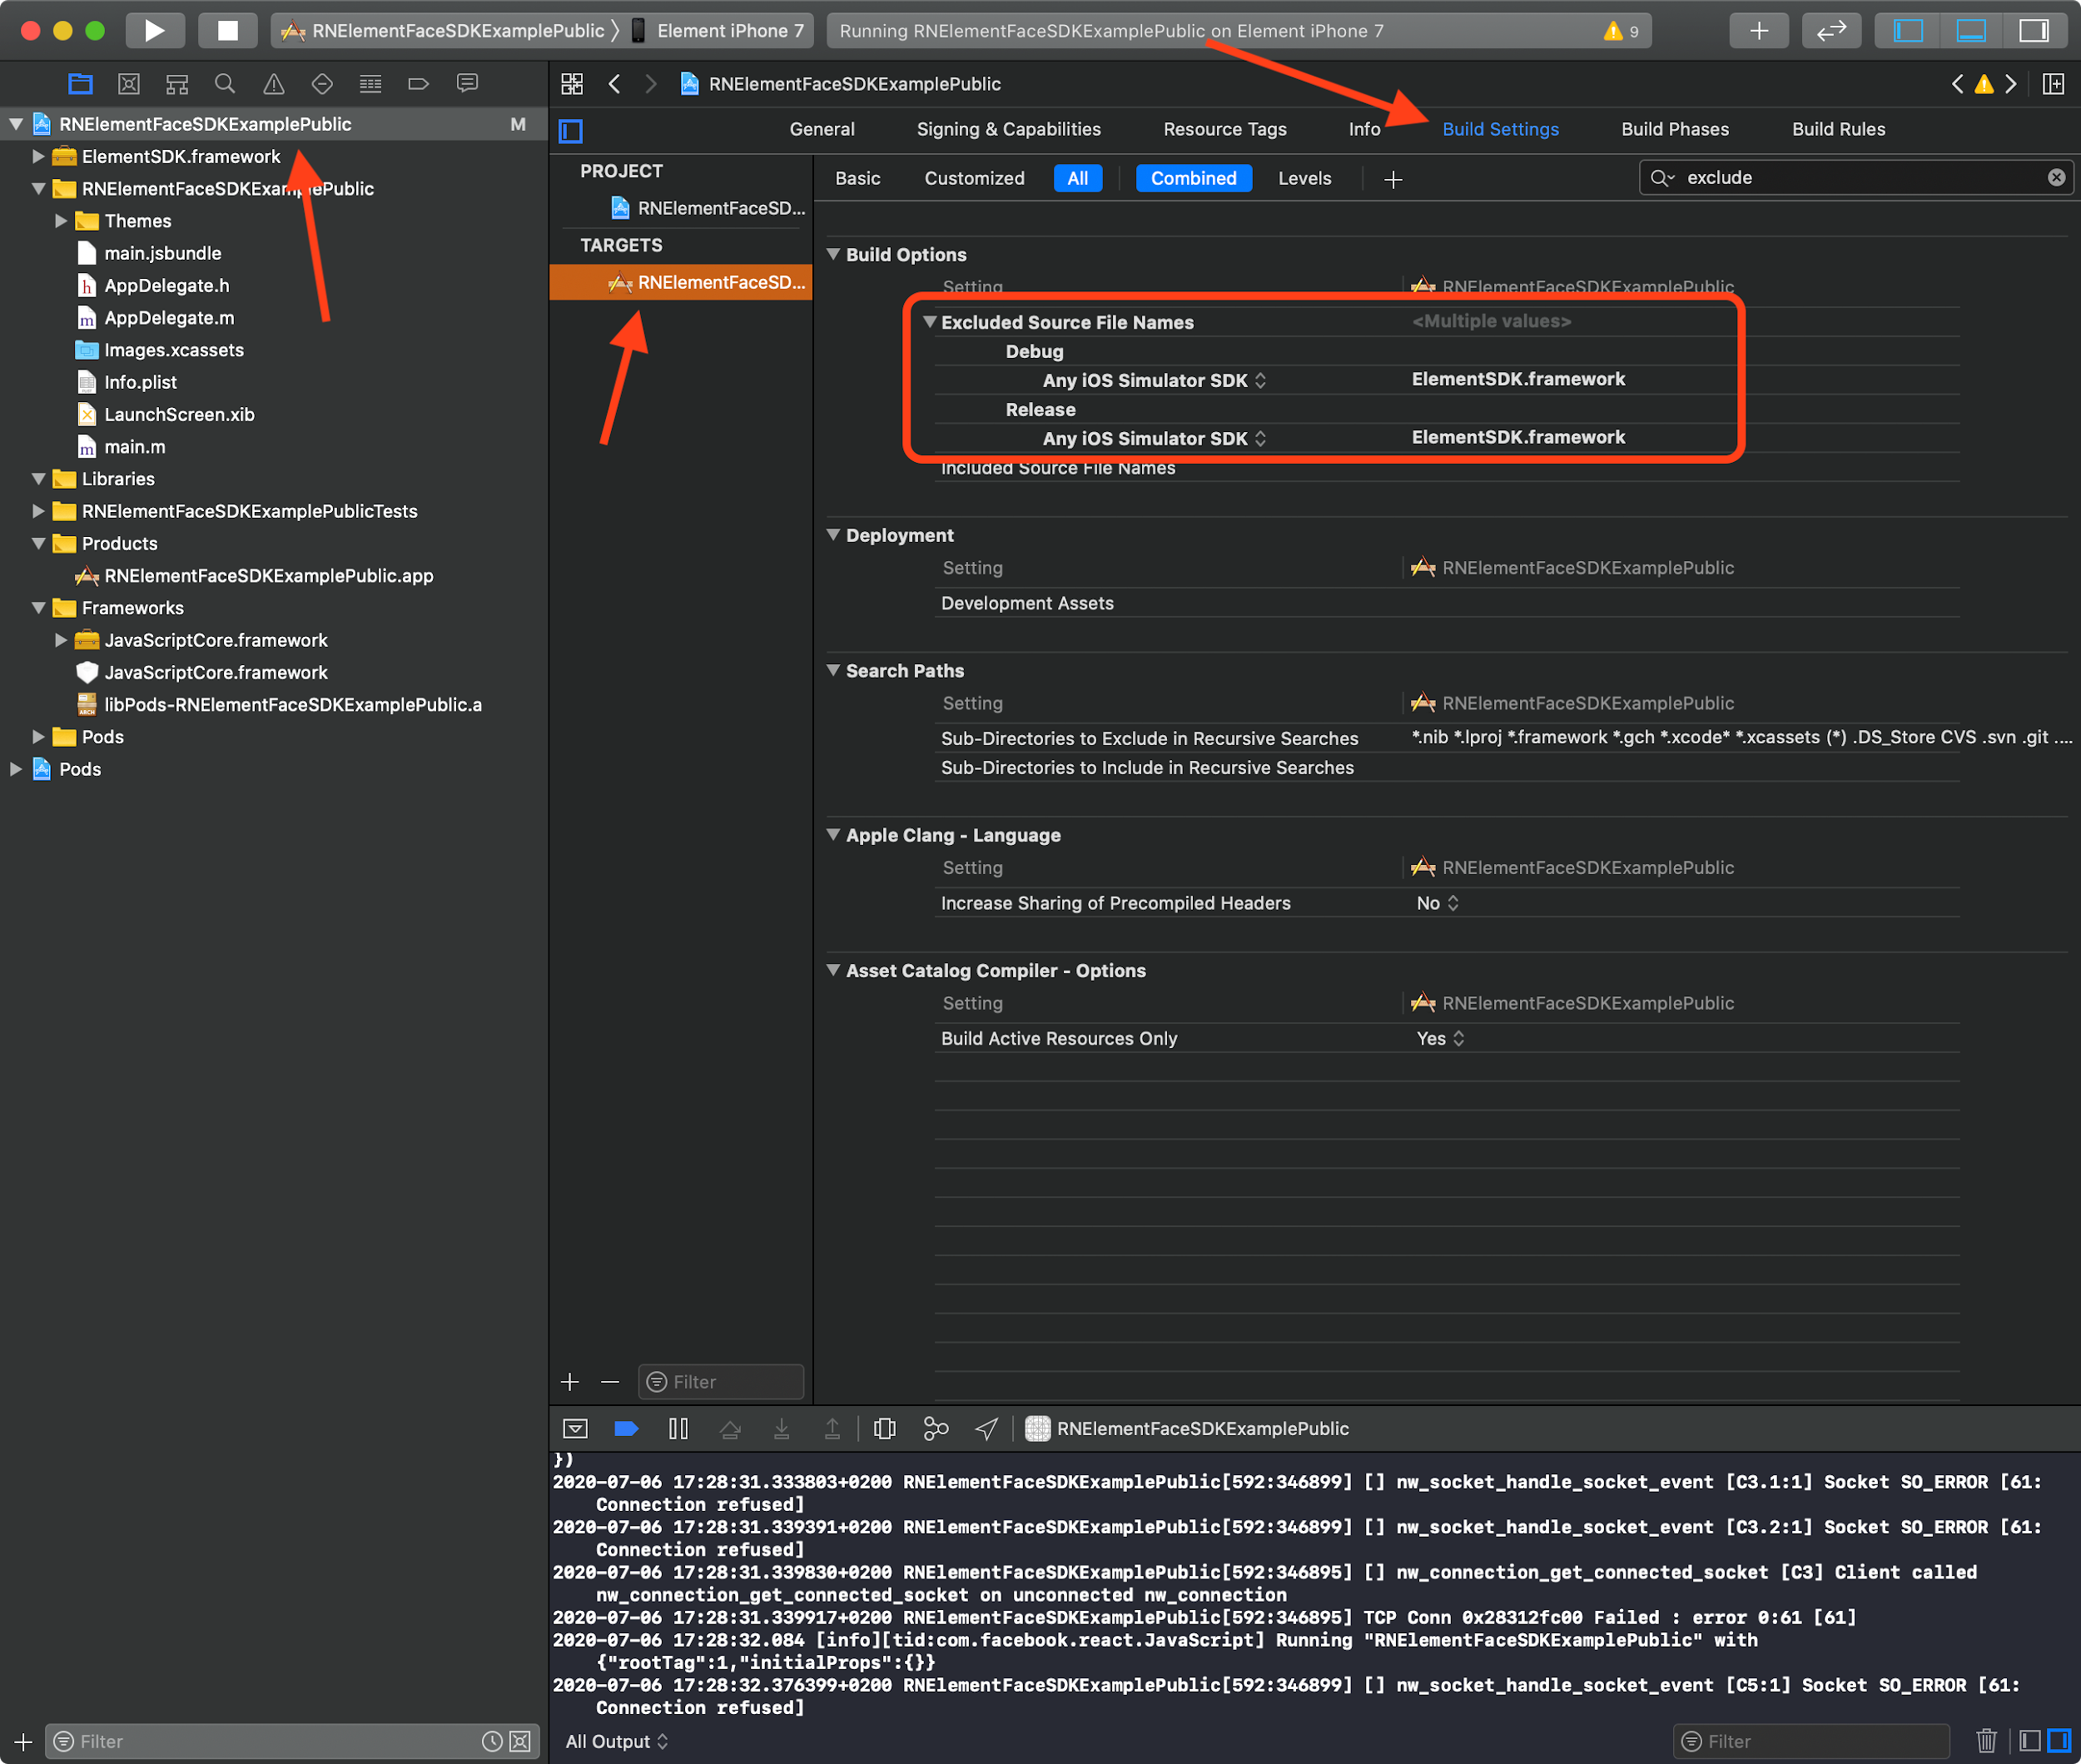 RNElementFaceSDKExamplePublic
Element iPhone 7
Running RNElementFaceSDKExamplePublic on Element iPhone 7
9
RNElementFaceSDKExamplePublic
M
ElementSDK.framework
RNElementFaceSDKExamplePublic
Themes
main.jsbundle
h AppDelegate.h
m AppDelegate.m
Images.xcassets
Info.plist
LaunchScreen.xib
m main.m
Libraries
RNElementFaceSDKExamplePublicTests
Products
RNElementFaceSDKExamplePublic.app
Frameworks
JavaScriptCore.framework
JavaScriptCore.framework
libPods-RNElementFaceSDKExamplePublic.a
Pods
Pods
Filter
RNElementFaceSDKExamplePublic
General
Signing & Capabilities
Resource Tags
Info
Build Settings
Build Phases
Build Rules
PROJECT
RNElementFaceSD...
TARGETS
RNElementFaceSD...
Filter
Basic
Customized
All
Combined
Levels
exclude
Build Options
Setting
RNElementFaceSDKExamplePublic
Excluded Source File Names
<Multiple values>
Debug
Any iOS Simulator SDK
ElementSDK.framework
Release
Any iOS Simulator SDK
ElementSDK.framework
Included Source File Names
Deployment
Setting
RNElementFaceSDKExamplePublic
Development Assets
Search Paths
Setting
RNElementFaceSDKExamplePublic
Sub-Directories to Exclude in Recursive Searches
*.nib *.lproj *.framework *.gch *.xcode* *.xcassets (*) .DS_Store CVS .svn .git ....
Sub-Directories to Include in Recursive Searches
Apple Clang - Language
Setting
RNElementFaceSDKExamplePublic
Increase Sharing of Precompiled Headers
No
Asset Catalog Compiler - Options
Setting
RNElementFaceSDKExamplePublic
Build Active Resources Only
Yes
RNElementFaceSDKExamplePublic
})
2020-07-06 17:28:31.333803+0200 RNElementFaceSDKExamplePublic[592:346899] [] nw_socket_handle_socket_event [C3.1:1] Socket SO_ERROR [61:
Connection refused]
2020-07-06 17:28:31.339391+0200 RNElementFaceSDKExamplePublic[592:346899] [] nw_socket_handle_socket_event [C3.2:1] Socket SO_ERROR [61:
Connection refused]
2020-07-06 17:28:31.339830+0200 RNElementFaceSDKExamplePublic[592:346895] [] nw_connection_get_connected_socket [C3] Client called
nw_connection_get_connected_socket on unconnected nw_connection
2020-07-06 17:28:31.339917+0200 RNElementFaceSDKExamplePublic[592:346895] TCP Conn 0x28312fc00 Failed : error 0:61 [61]
2020-07-06 17:28:32.084 [info][tid:com.facebook.react.JavaScript] Running "RNElementFaceSDKExamplePublic" with
{"rootTag":1,"initialProps":{}}
2020-07-06 17:28:32.376399+0200 RNElementFaceSDKExamplePublic[592:346899] [] nw_socket_handle_socket_event [C5:1] Socket SO_ERROR [61:
Connection refused]
All Output
Filter